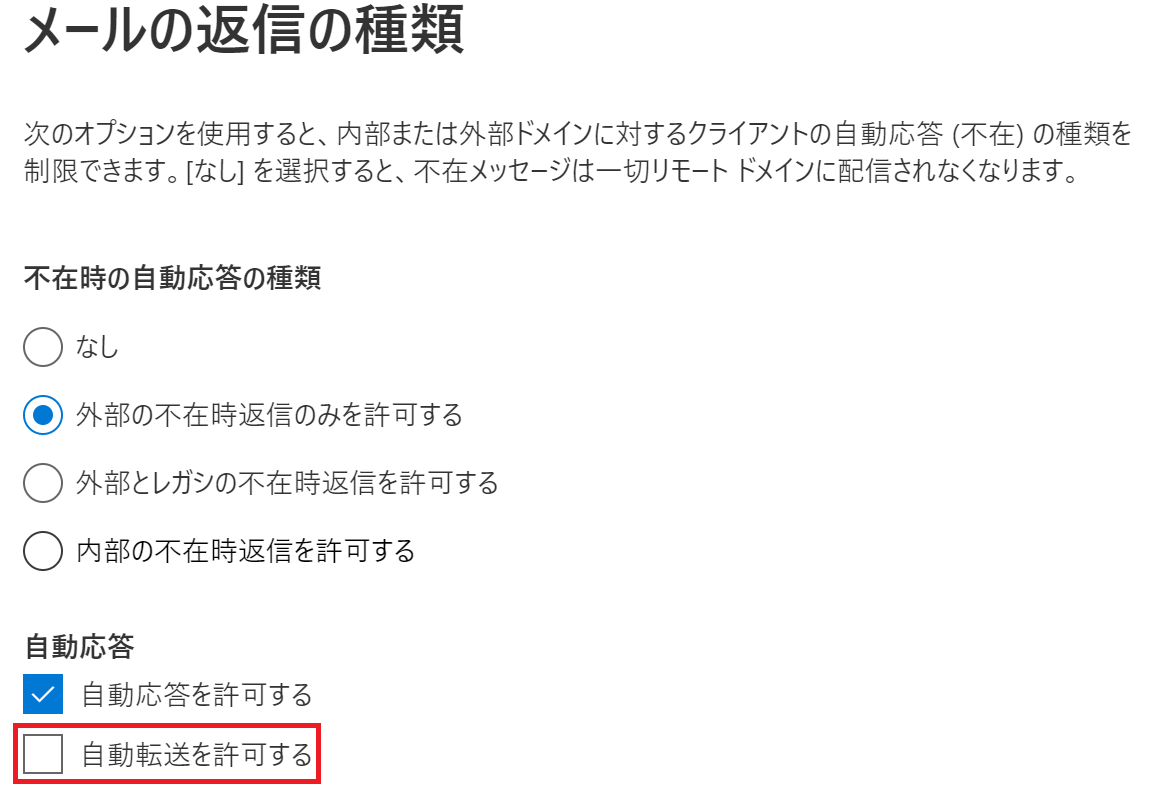 メールの返信の種類
次のオプションを使用すると、内部または外部ドメインに対するクライアントの自動応答 (不在) の種類を
制限できます。[なし] を選択すると、不在メッセージは一切リモート ドメインに配信されなくなります。
不在時の自動応答の種類
なし
外部の不在時返信のみを許可する
外部とレガシの不在時返信を許可する
内部の不在時返信を許可する
自動応答
自動応答を許可する
自動転送を許可する